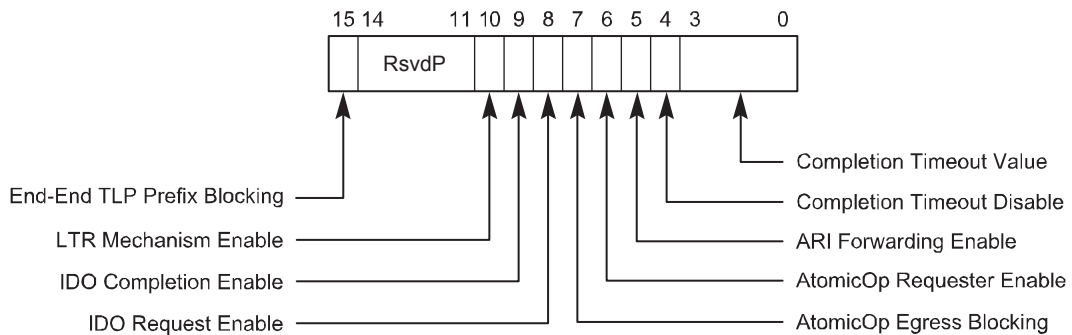 15 14 11 10 9 8 7 6 5 4 3 0
RsvdP
Completion Timeout Value
End-End TLP Prefix Blocking
Completion Timeout Disable
LTR Mechanism Enable
ARI Forwarding Enable
IDO Completion Enable
AtomicOp Requester Enable
IDO Request Enable
AtomicOp Egress Blocking